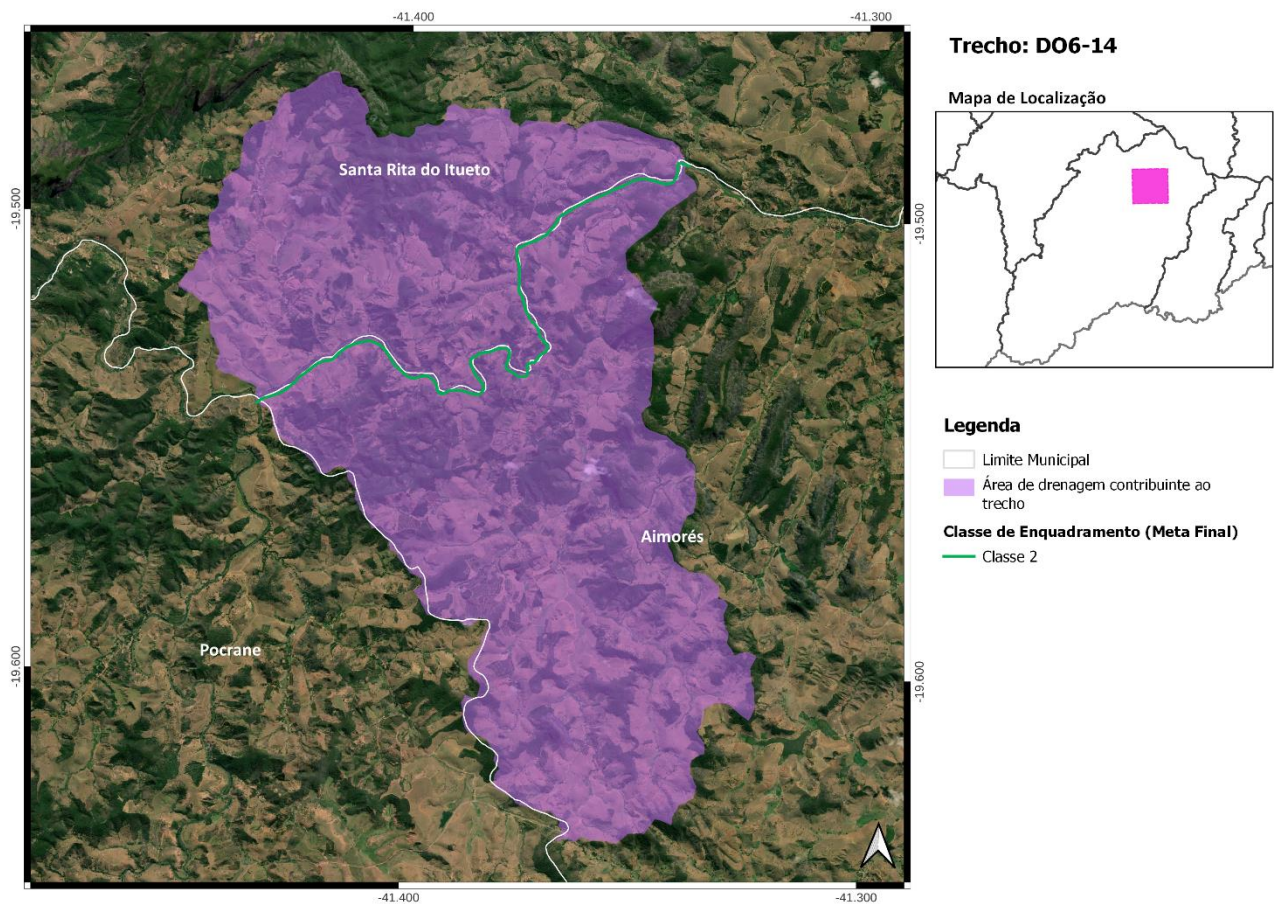 -41.400
-41.300
-19.500
-19.500
-19.600
-19.600
-41.400
-41.300
Santa Rita do Itueto
Aimorés
Pocrane
Trecho: DO6-14
Mapa de Localização
Legenda
Limite Municipal
Área de drenagem contribuinte ao
trecho
Classe de Enquadramento (Meta Final)
Classe 2